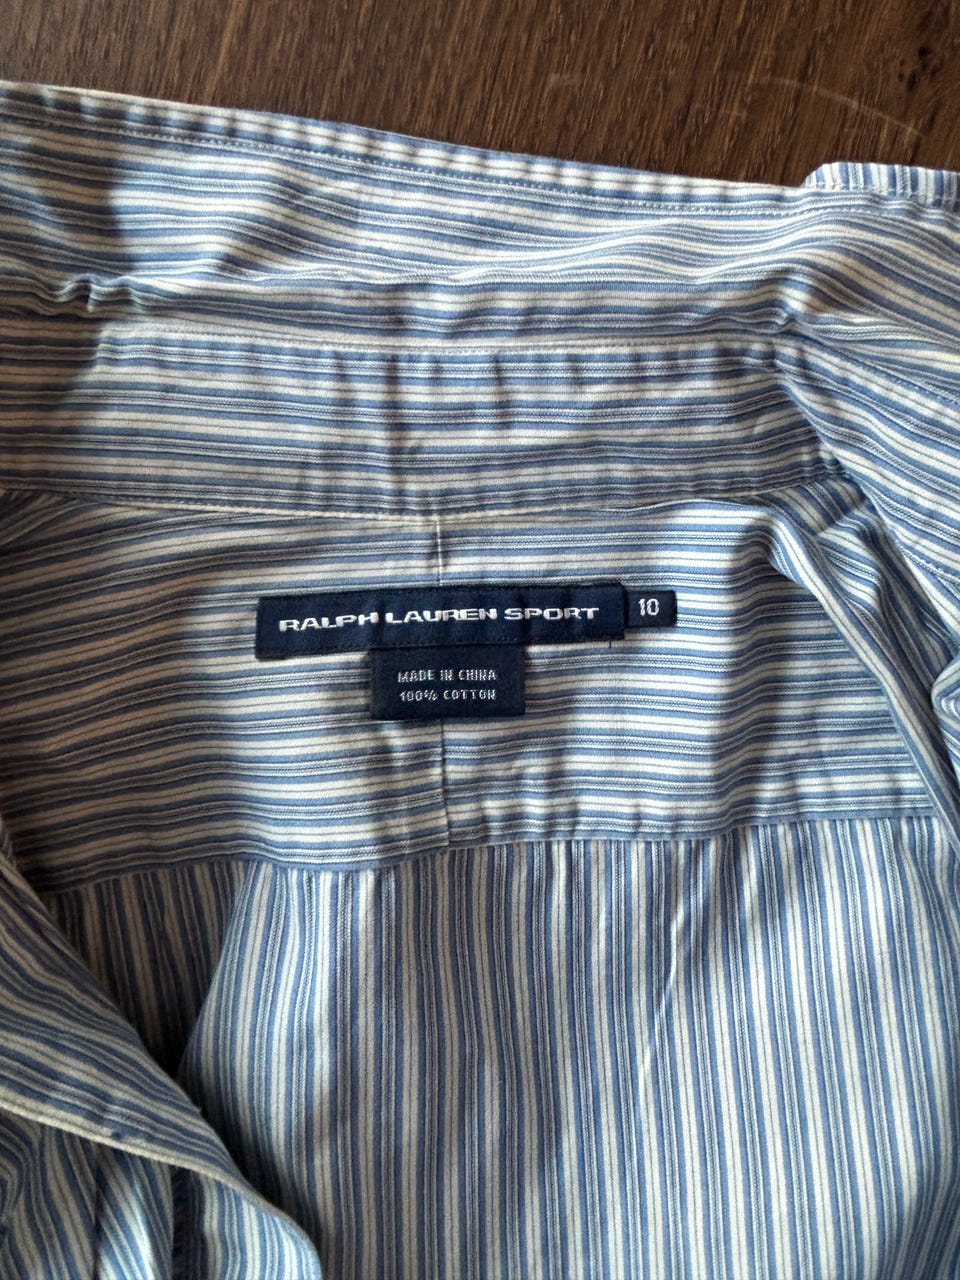 RALPH LAUREN SPORT
10
MADE IN CHINA
100% COTTON